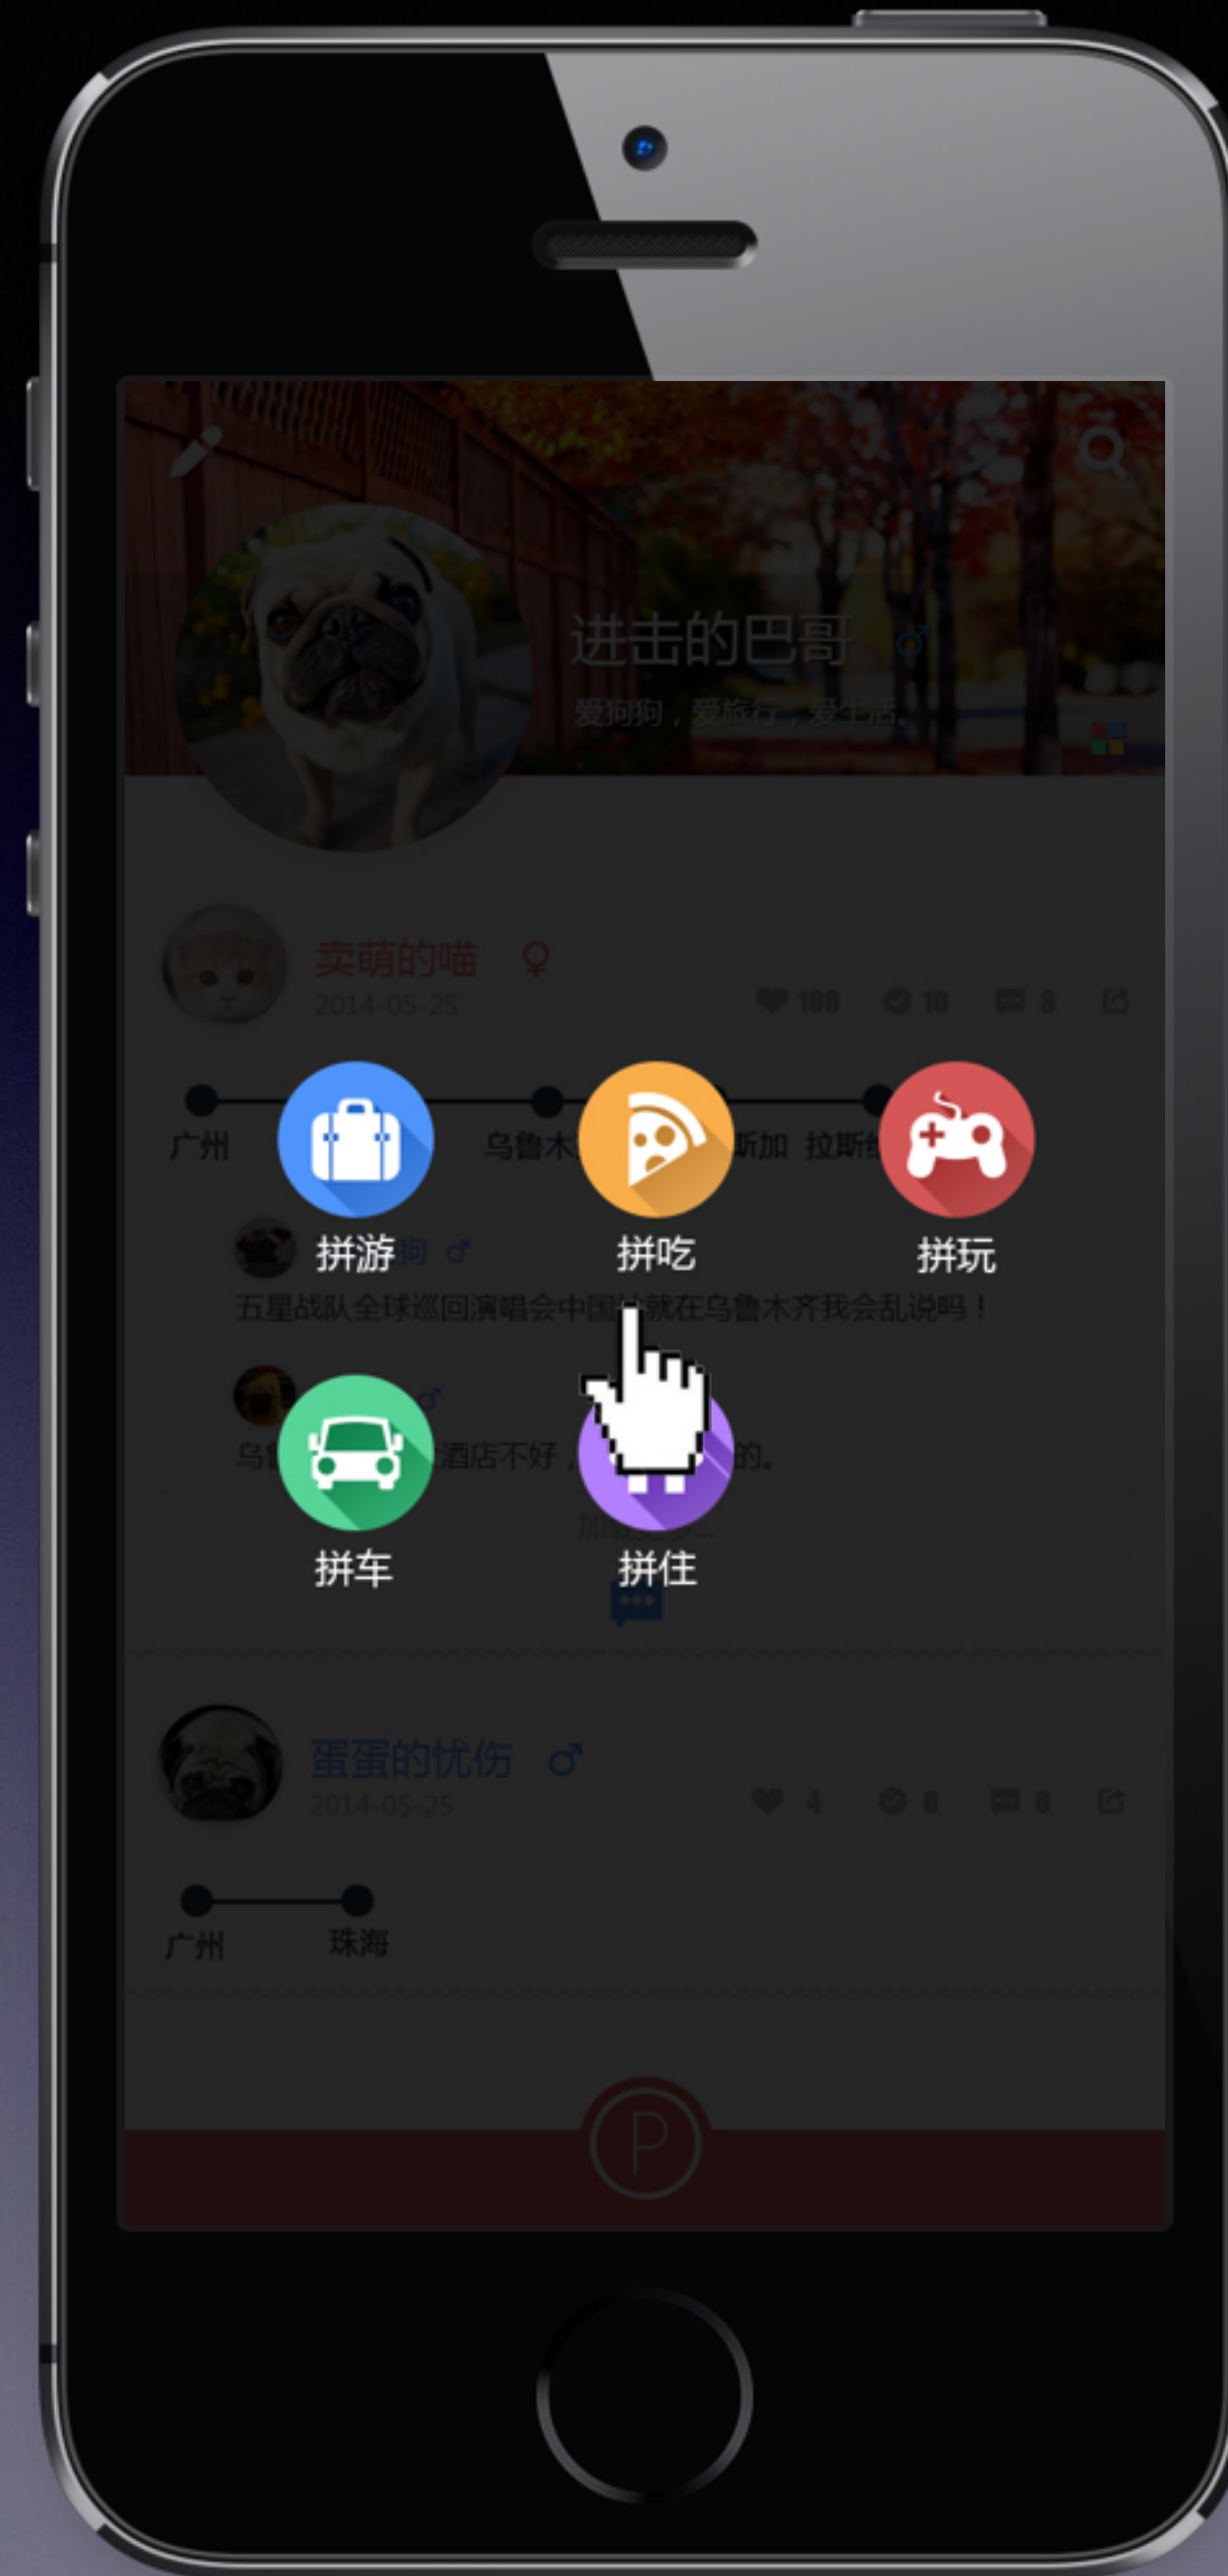 进击的巴哥 ♂
爱狗狗，爱旅行，爱生活。
卖萌的喵 ♀
2014-05-25
100 10 8
广州 乌鲁木 斯加 拉斯
拼游 拼吃 拼玩
狗 ♂
五星战队全球巡回演唱会中国 就在乌鲁木齐我会乱说吗！
♂
乌 酒店不好， 的。
加 ...
拼车 拼住
蛋蛋的忧伤 ♂
2014-05-25
4 0 0
广州 珠海
P